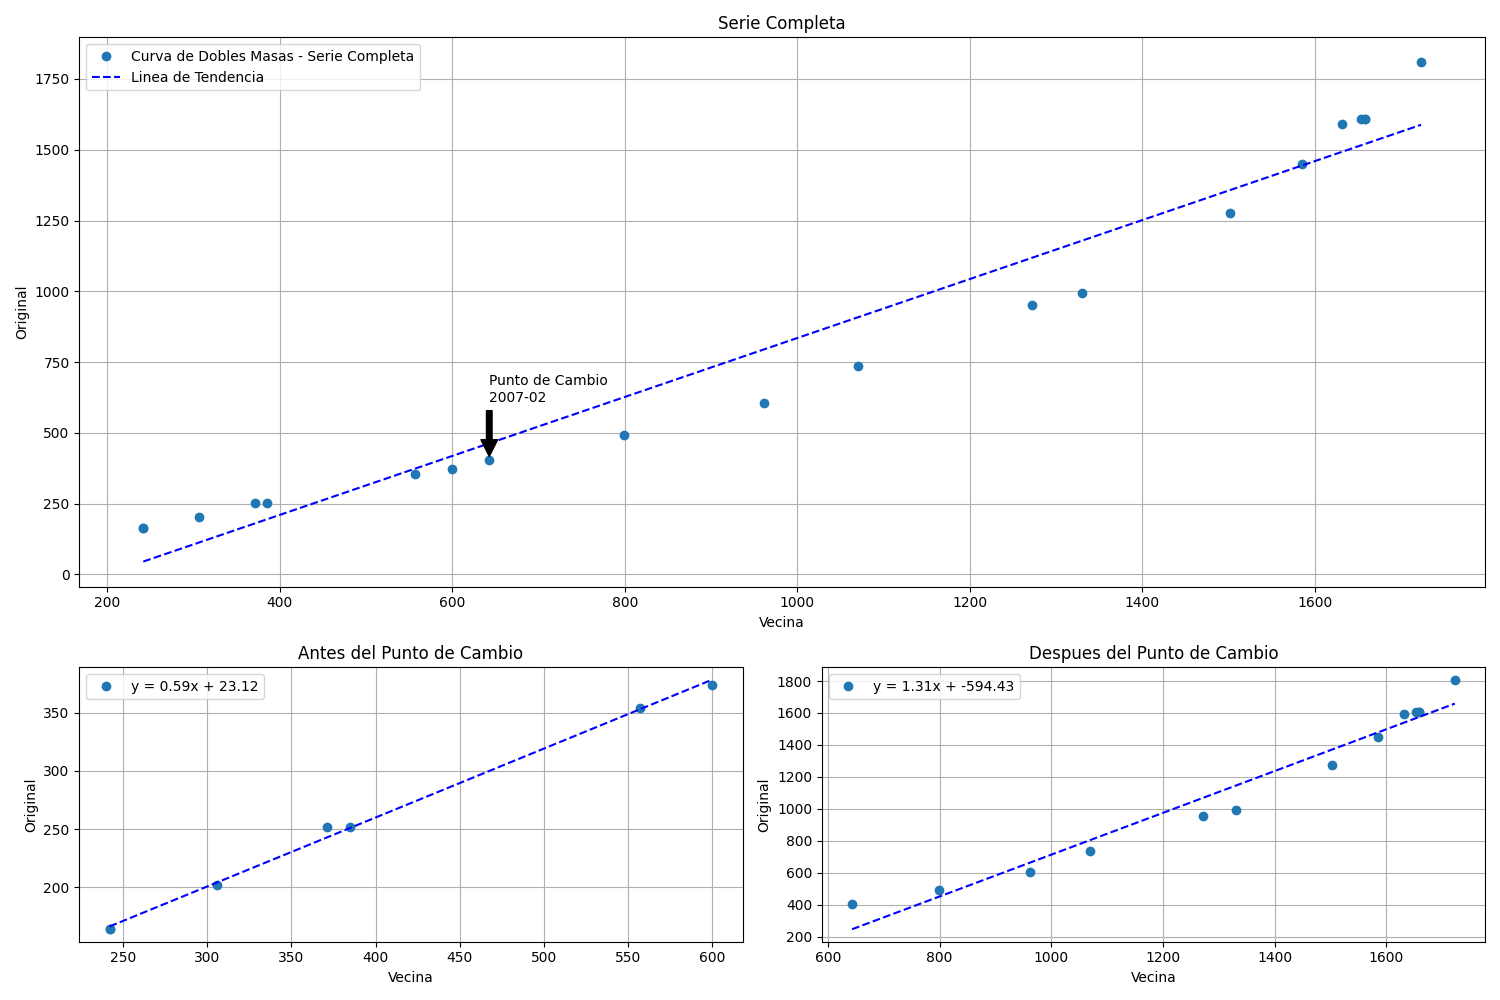 Serie Completa
Curva de Dobles Masas - Serie Completa
Linea de Tendencia
Original
1750
1500
1250
1000
750
500
250
0
Punto de Cambio
2007-02
200 400 600 800 1000 1200 1400 1600
Vecina
Antes del Punto de Cambio
y = 0.59x + 23.12
Original
350
300
250
200
250 300 350 400 450 500 550 600
Vecina
Despues del Punto de Cambio
y = 1.31x + -594.43
Original
1800
1600
1400
1200
1000
800
600
400
200
600 800 1000 1200 1400 1600
Vecina